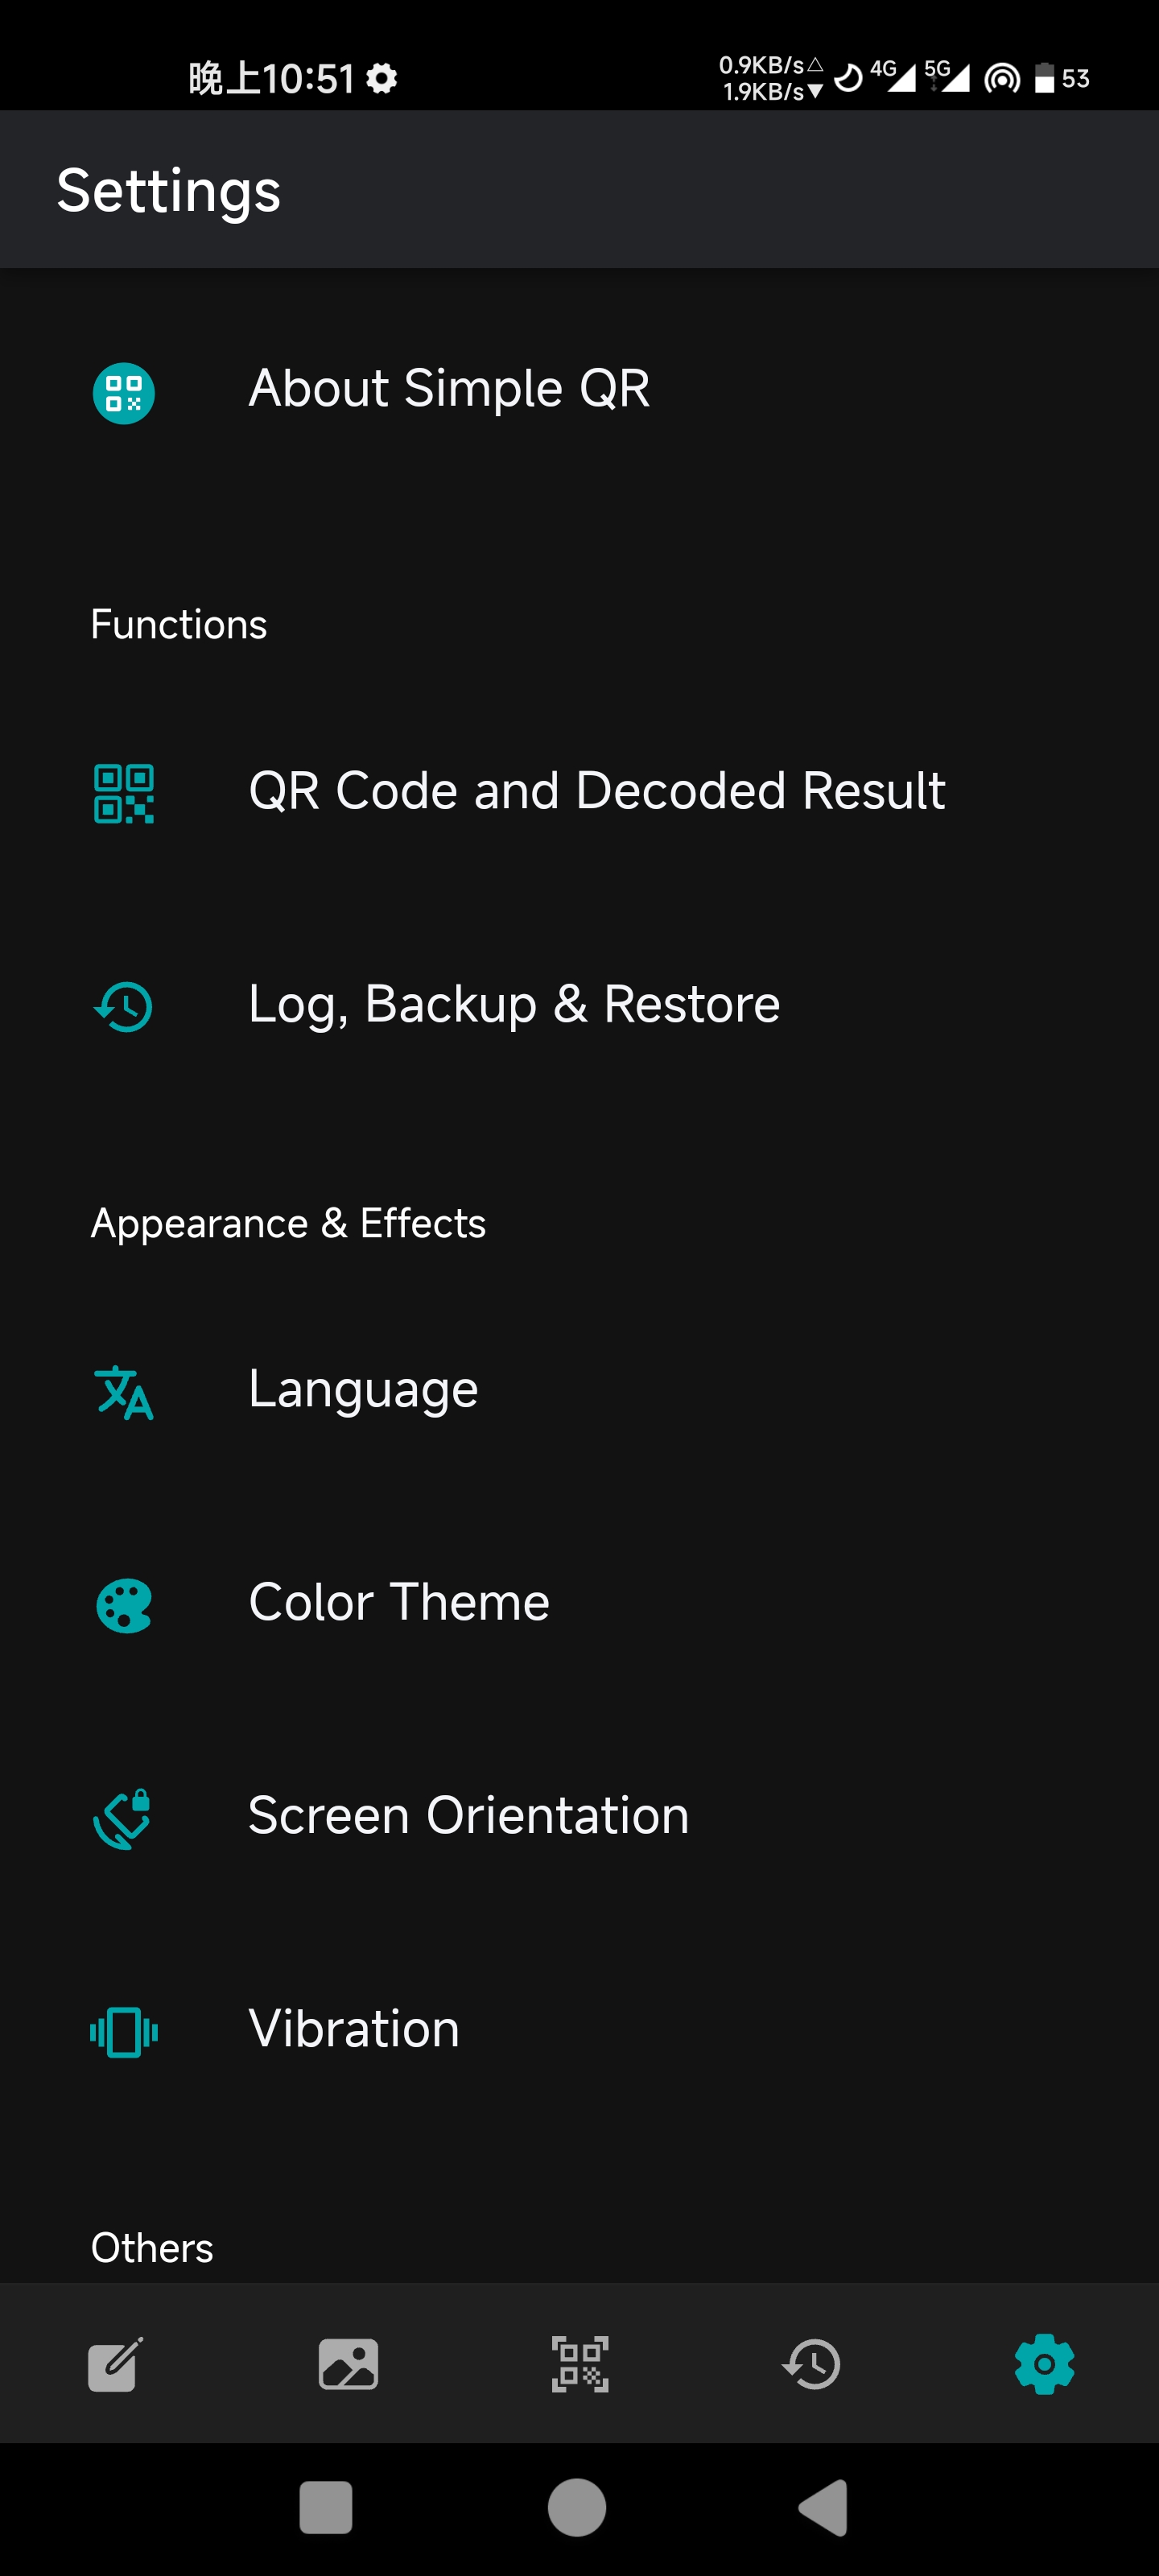 晚上10:51
0.9KB/s△
1.9KB/s▼
4G 5G 53
Settings
About Simple QR
Functions
QR Code and Decoded Result
Log, Backup & Restore
Appearance & Effects
Language
Color Theme
Screen Orientation
Vibration
Others